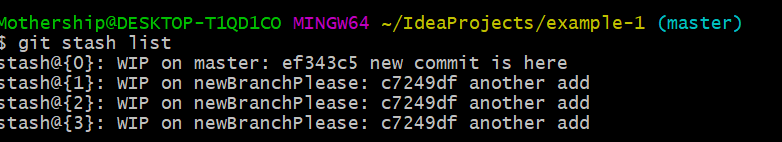 Mothership@DESKTOP-T1QD1CO MINGW64 ~/IdeaProjects/example-1 (master)
$ git stash list
stash@{0}: WIP on master: ef343c5 new commit is here
stash@{1}: WIP on newBranchPlease: c7249df another add
stash@{2}: WIP on newBranchPlease: c7249df another add
stash@{3}: WIP on newBranchPlease: c7249df another add